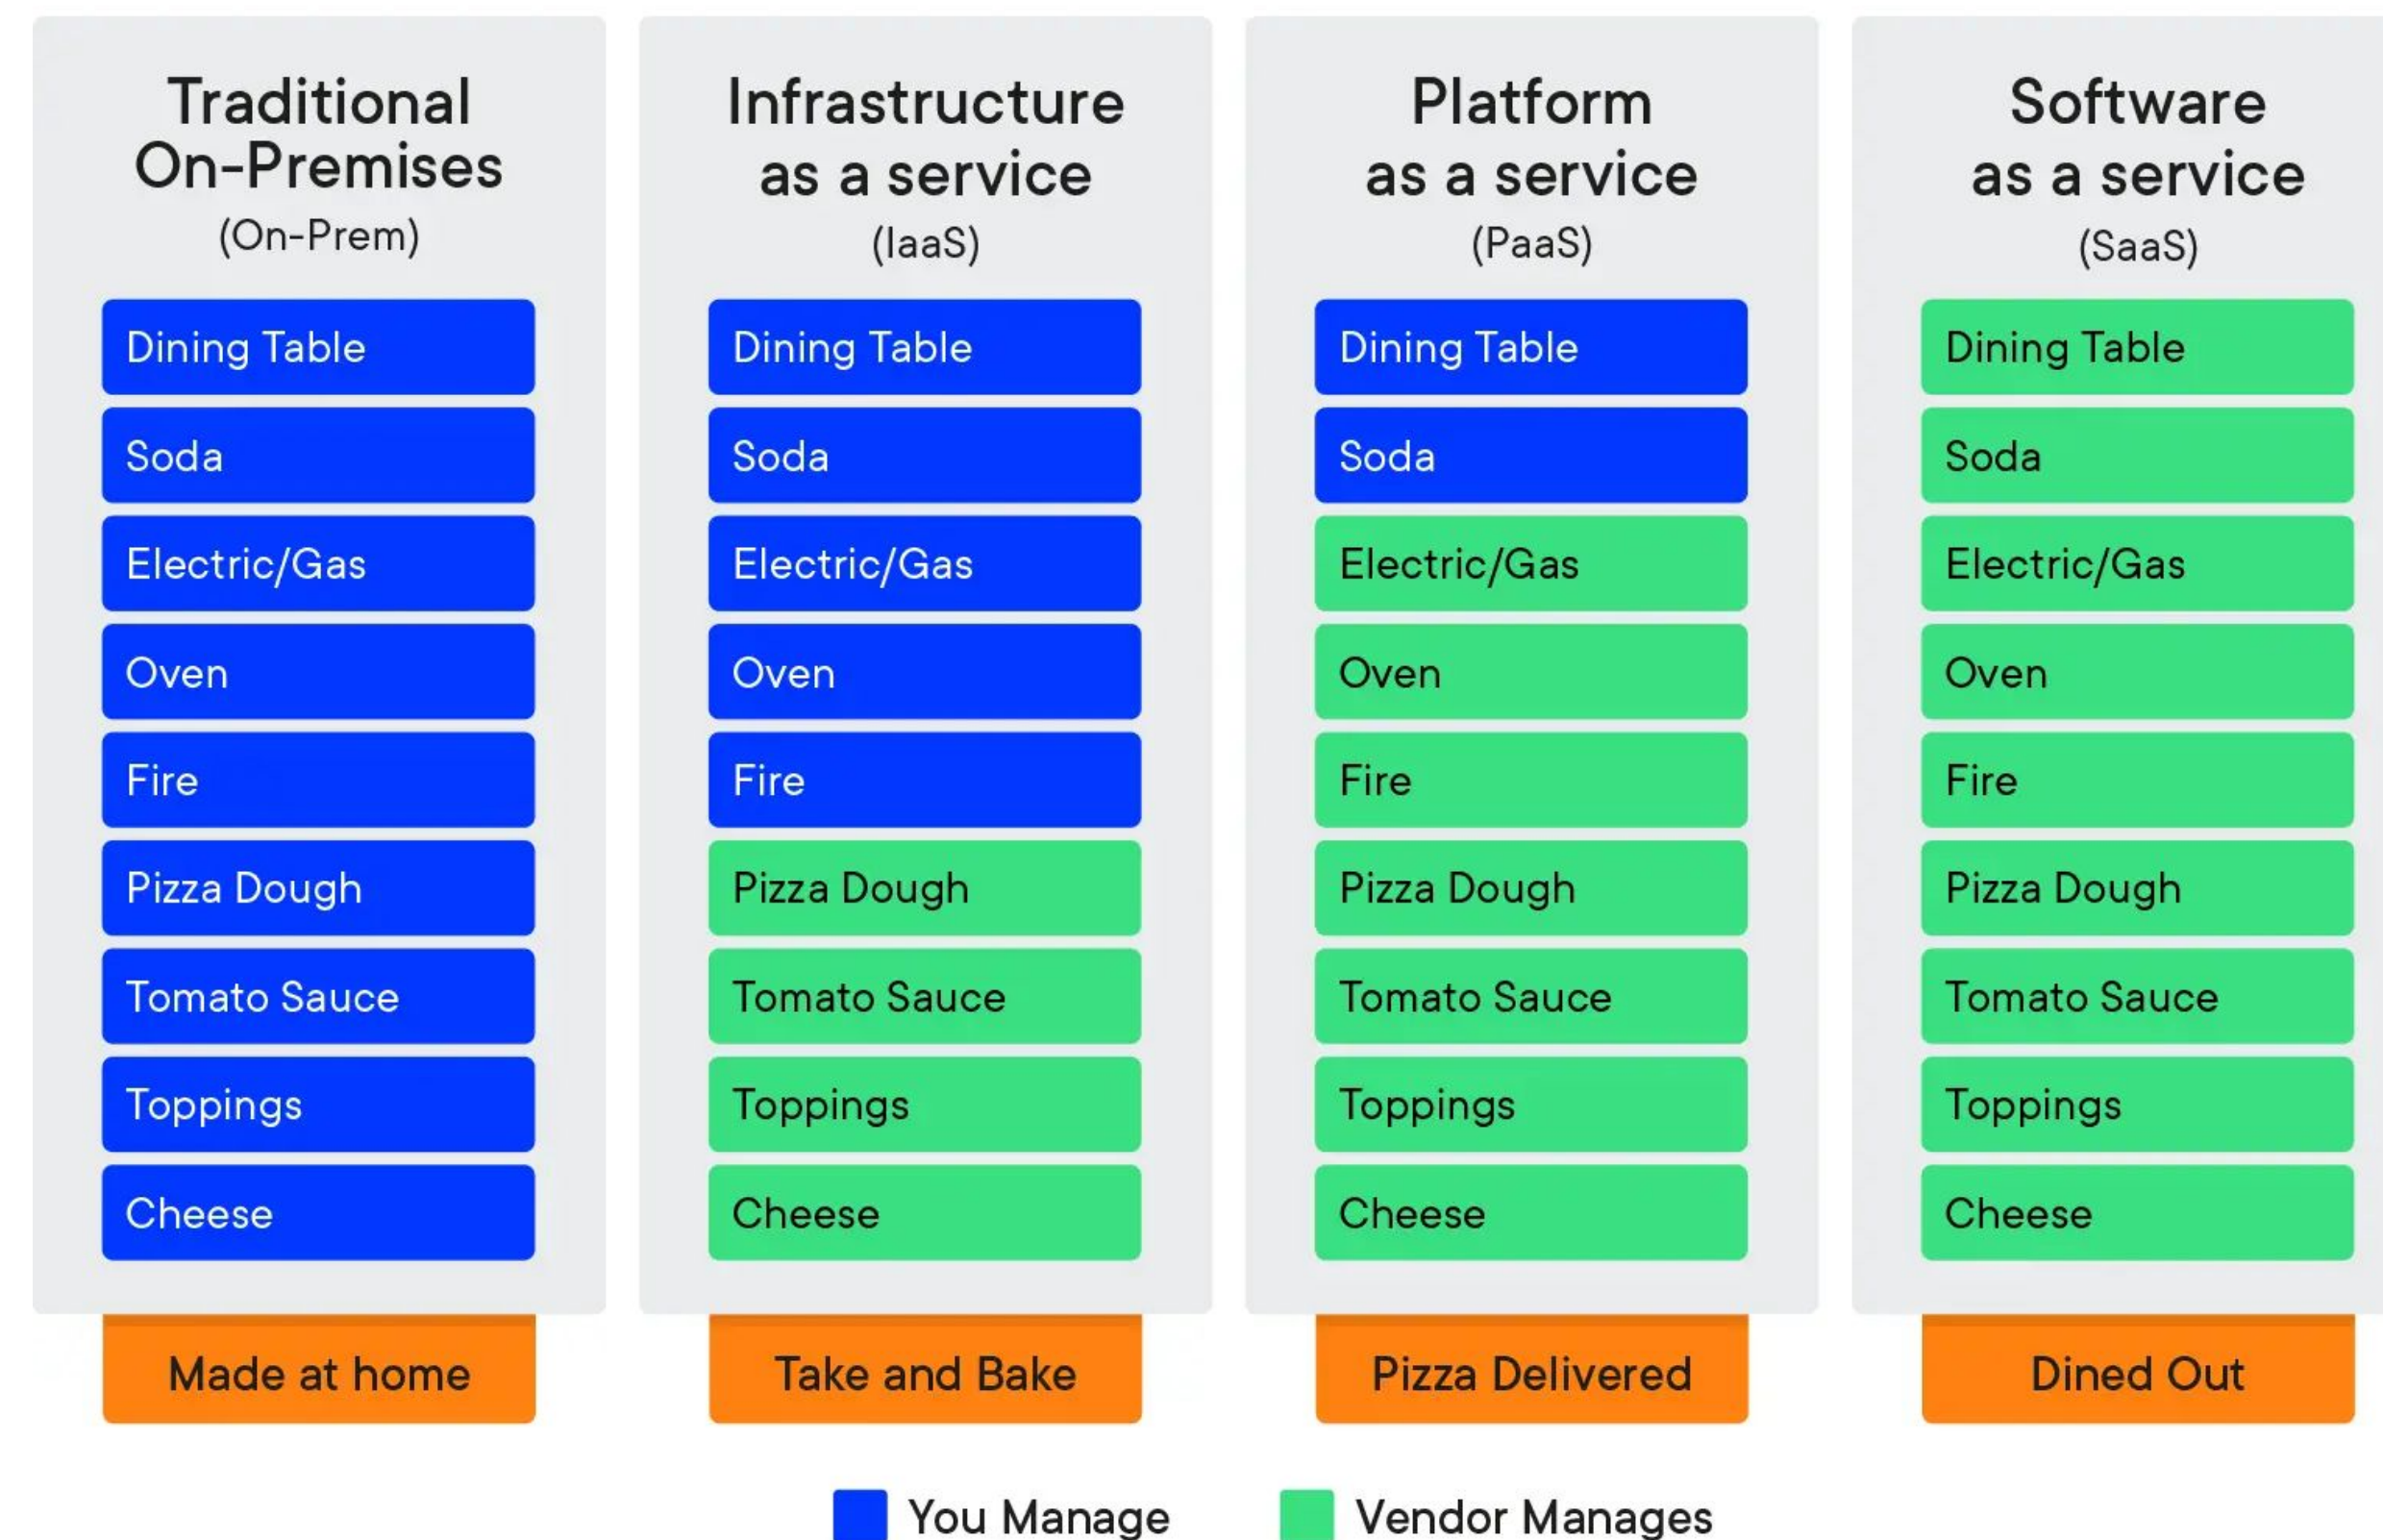 Traditional
On-Premises
(On-Prem)
Dining Table
Soda
Electric/Gas
Oven
Fire
Pizza Dough
Tomato Sauce
Toppings
Cheese
Made at home
Infrastructure
as a service
(IaaS)
Dining Table
Soda
Electric/Gas
Oven
Fire
Pizza Dough
Tomato Sauce
Toppings
Cheese
Take and Bake
Platform
as a service
(PaaS)
Dining Table
Soda
Electric/Gas
Oven
Fire
Pizza Dough
Tomato Sauce
Toppings
Cheese
Pizza Delivered
Software
as a service
(SaaS)
Dining Table
Soda
Electric/Gas
Oven
Fire
Pizza Dough
Tomato Sauce
Toppings
Cheese
Dined Out
You Manage
Vendor Manages